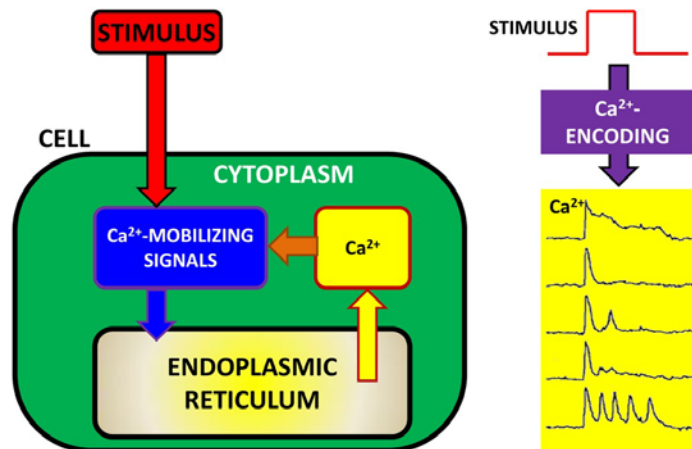 STIMULUS
CELL
CYTOPLASM
Ca²⁺-MOBILIZING
SIGNALS
Ca²⁺
ENDOPLASMIC
RETICULUM
STIMULUS
Ca²⁺-
ENCODING
Ca²⁺